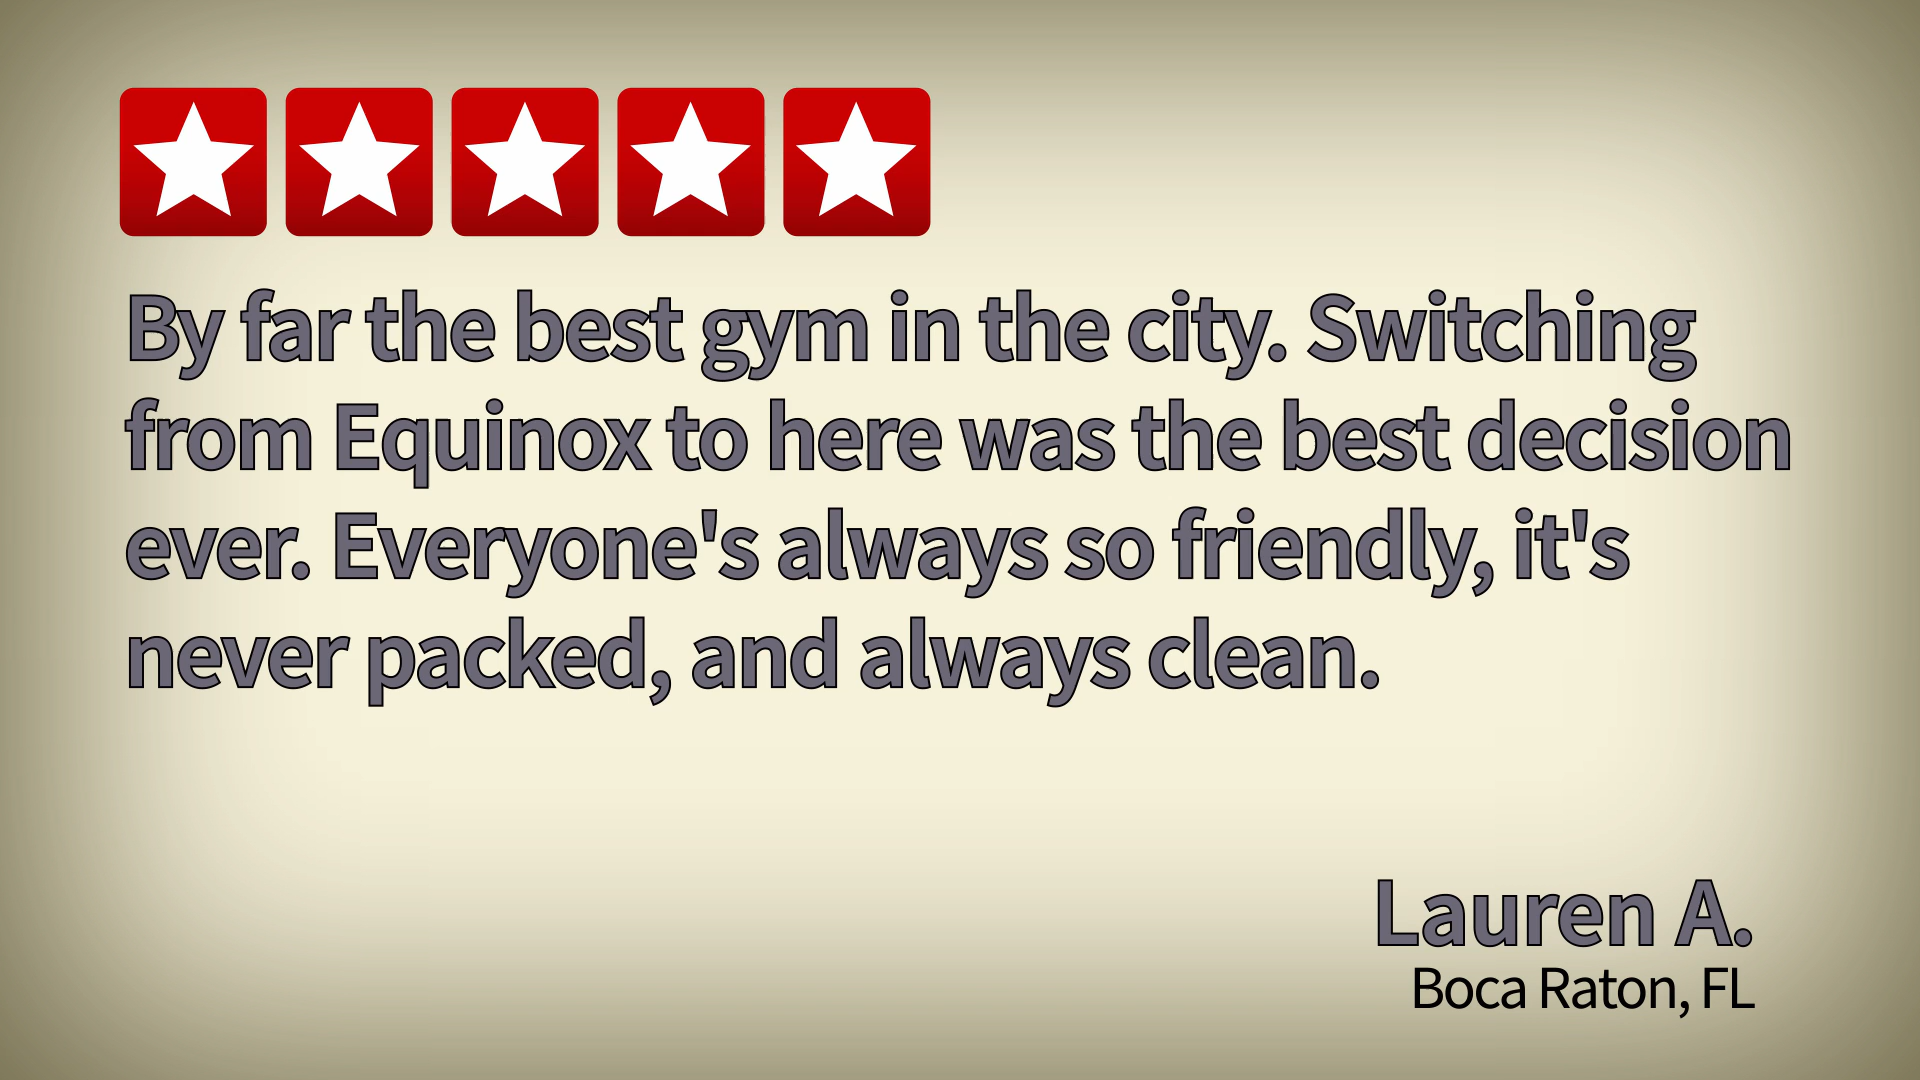 By far the best gym in the city. Switching
from Equinox to here was the best decision
ever. Everyone's always so friendly, it's
never packed, and always clean.
Lauren A.
Boca Raton, FL